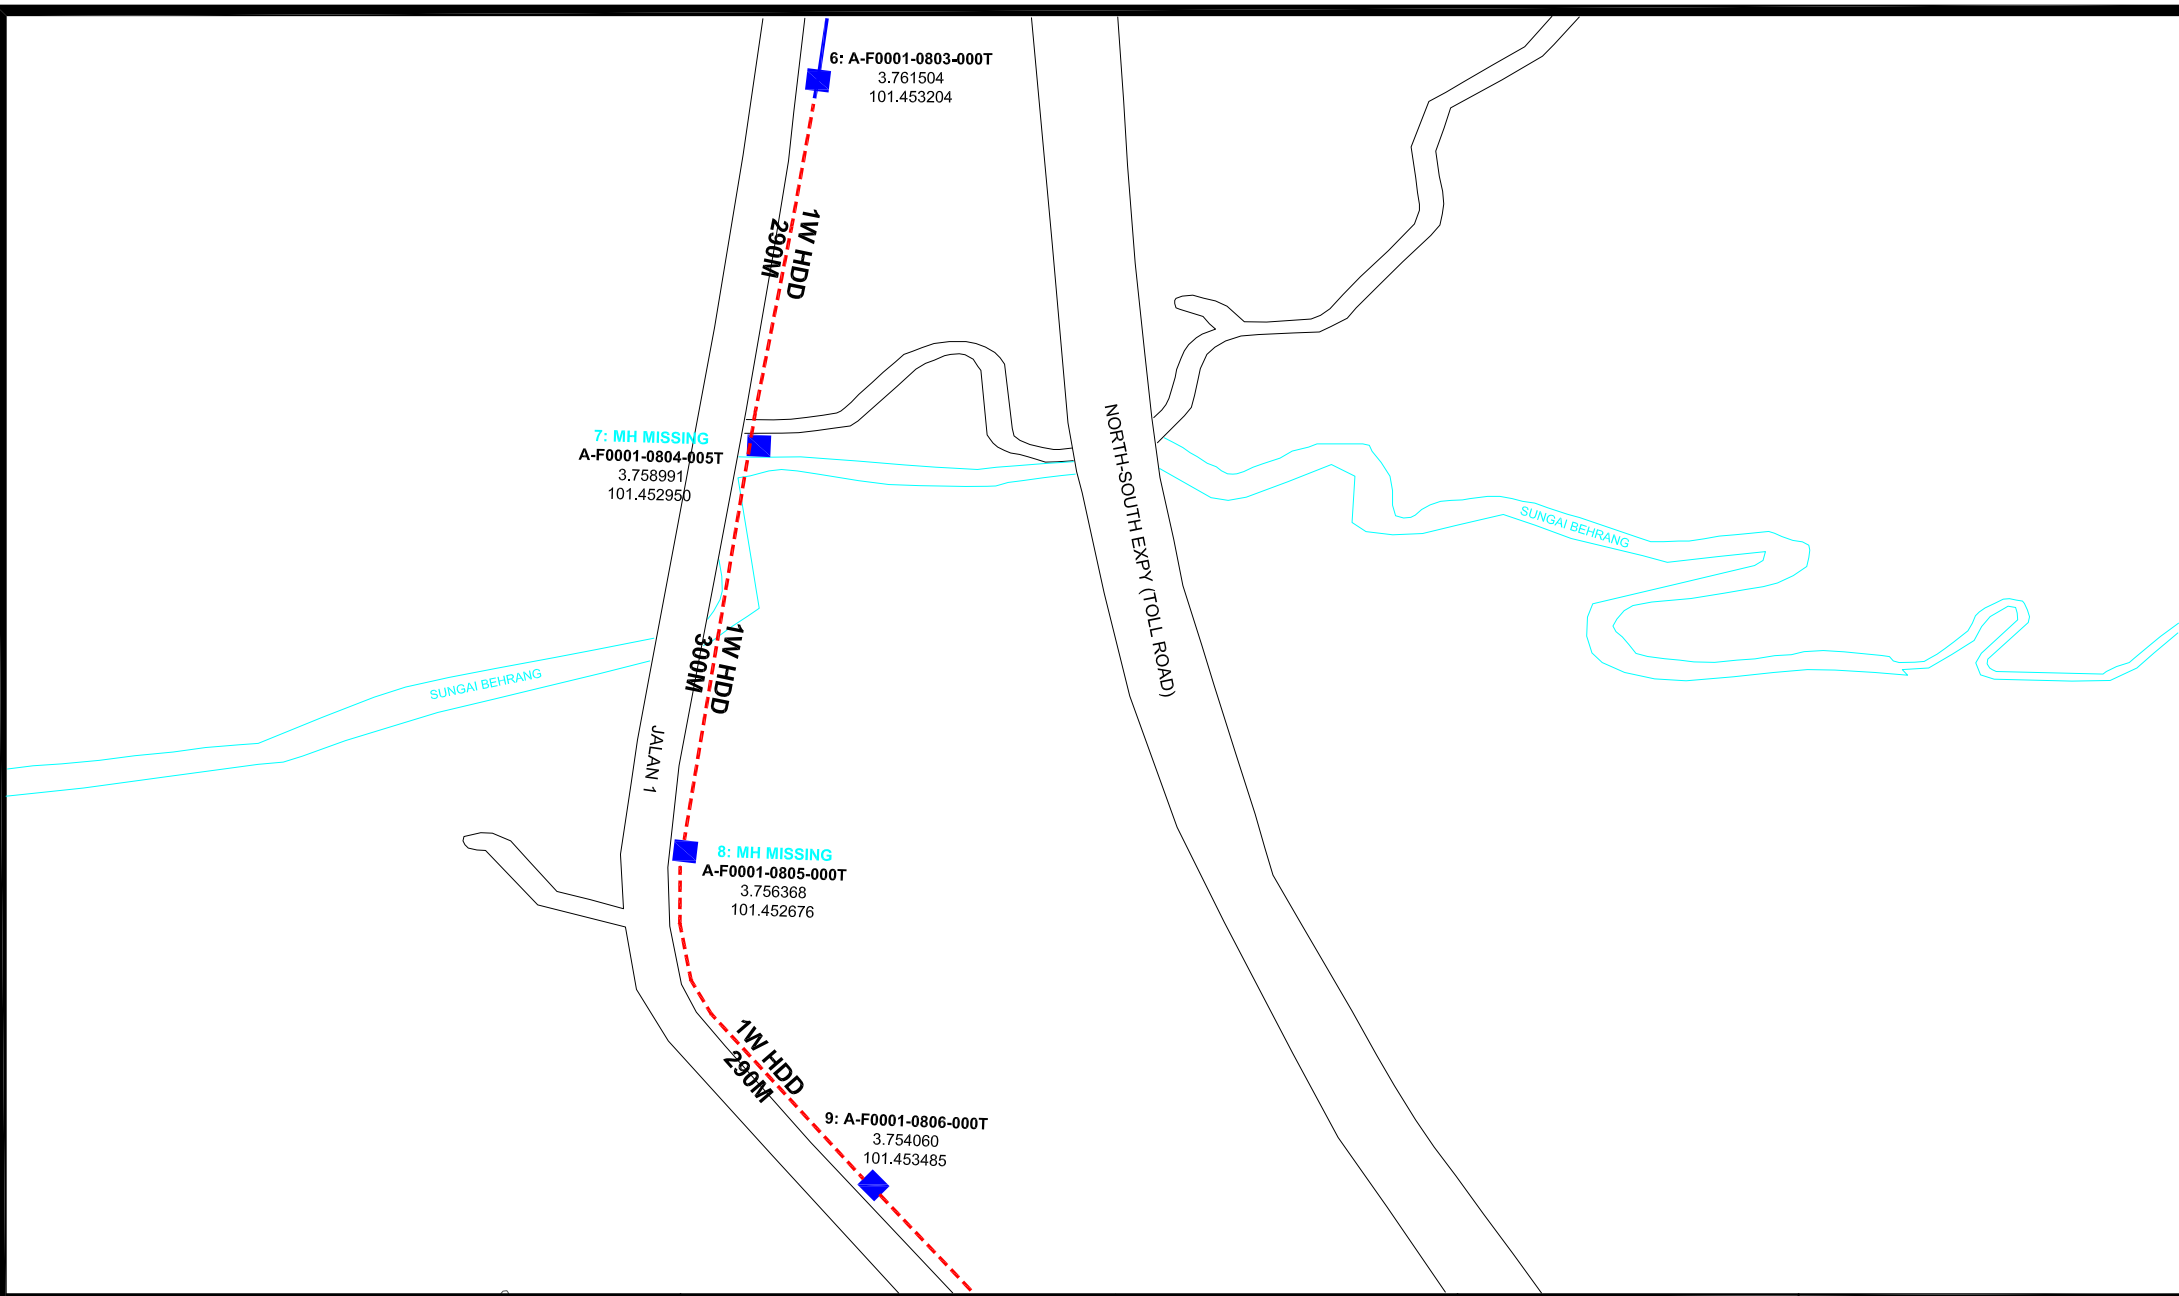 6: A-F0001-0803-000T
3.761504
101.453204
1W HDD
290M
7: MH MISSING
A-F0001-0804-005T
3.758991
101.452950
NORTH-SOUTH EXPY (TOLL ROAD)
SUNGAI BEHRANG
1W HDD
300M
SUNGAI BEHRANG
JALAN 1
8: MH MISSING
A-F0001-0805-000T
3.756368
101.452676
1W HDD
290M
9: A-F0001-0806-000T
3.754060
101.453485